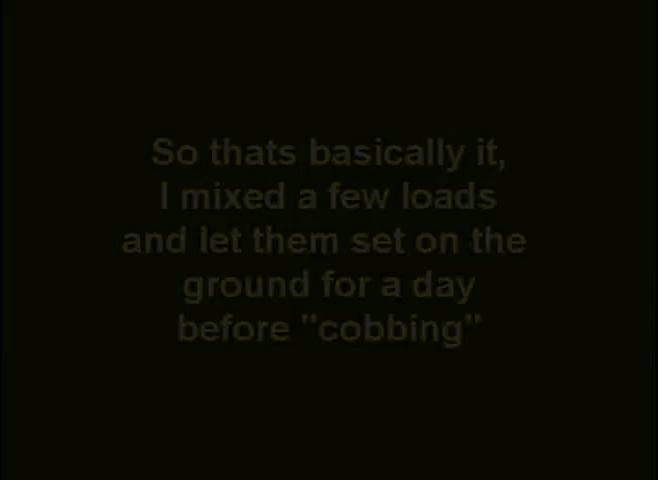 So thats basically it,
I mixed a few loads
and let them set on the
ground for a day
before "cobbing"